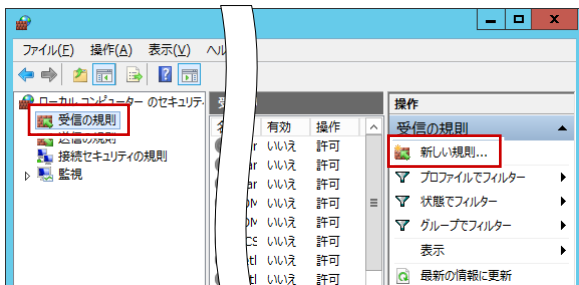 ファイル(F) 操作(A) 表示(V) ヘル
ローカル コンピューター のセキュリテ
受信の規則
送信の規則
接続セキュリティの規則
監視
受
有効 操作
いいえ 許可
いいえ 許可
いいえ 許可
いいえ 許可
いいえ 許可
いいえ 許可
いいえ 許可
いいえ 許可
操作
受信の規則
新しい規則...
プロファイルでフィルター
状態でフィルター
グループでフィルター
表示
最新の情報に更新